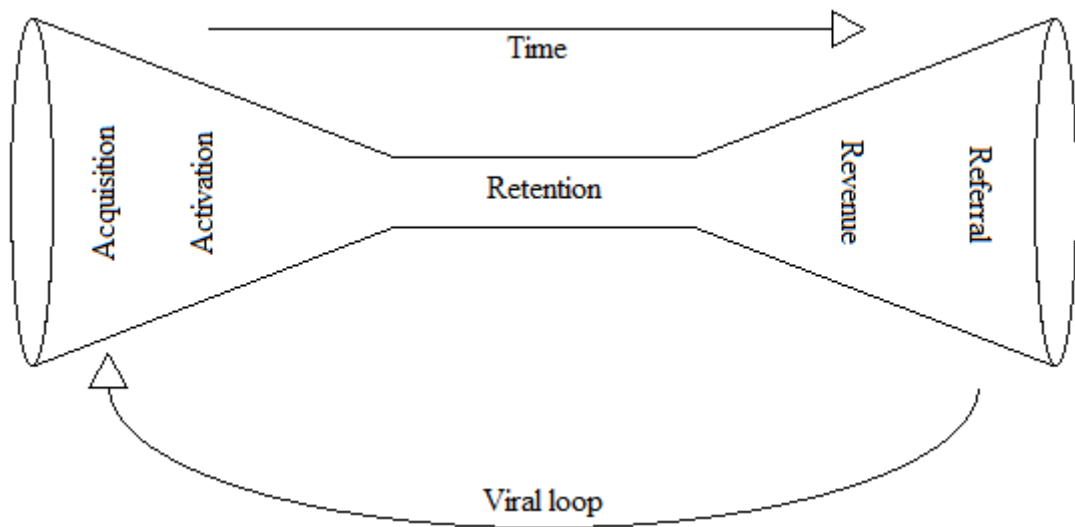 Time
Acquisition
Activation
Retention
Revenue
Referral
Viral loop